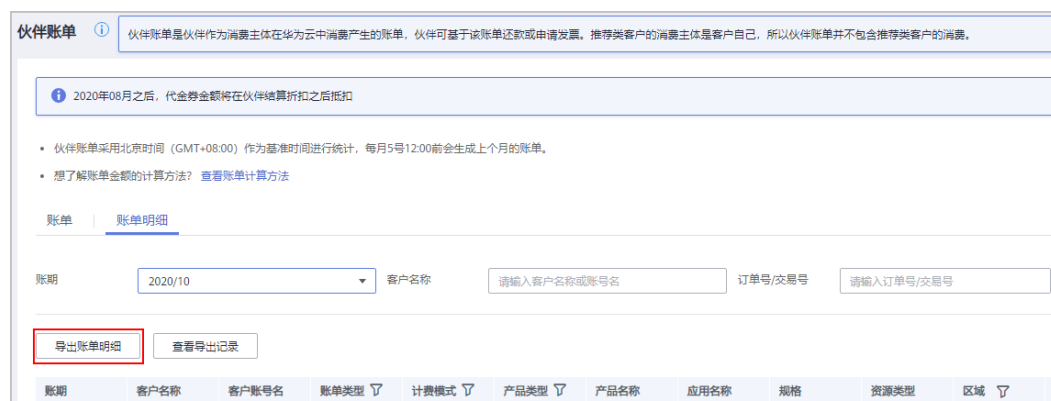 伙伴账单 伙伴账单是伙伴作为消费主体在华为云中消费产生的账单，伙伴可基于该账单还款或申请发票。推荐类客户的消费主体是客户自己，所以伙伴账单并不包含推荐类客户的消费。
2020年08月之后，代金券金额将在伙伴结算折扣之后抵扣
• 伙伴账单采用北京时间（GMT+08:00）作为基准时间进行统计，每月5号12:00前会生成上个月的账单。
• 想了解账单金额的计算方法？ 查看账单计算方法
账单 账单明细
账期 2020/10 客户名称 请输入客户名称或账号名 订单号/交易号 请输入订单号/交易号
导出账单明细 查看导出记录
账期 客户名称 客户账号名 账单类型 计费模式 产品类型 产品名称 应用名称 规格 资源类型 区域